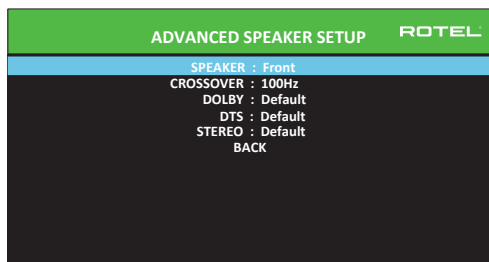 ADVANCED SPEAKER SETUP
ROTEL
SPEAKER : Front
CROSSOVER : 100Hz
DOLBY : Default
DTS : Default
STEREO : Default
BACK